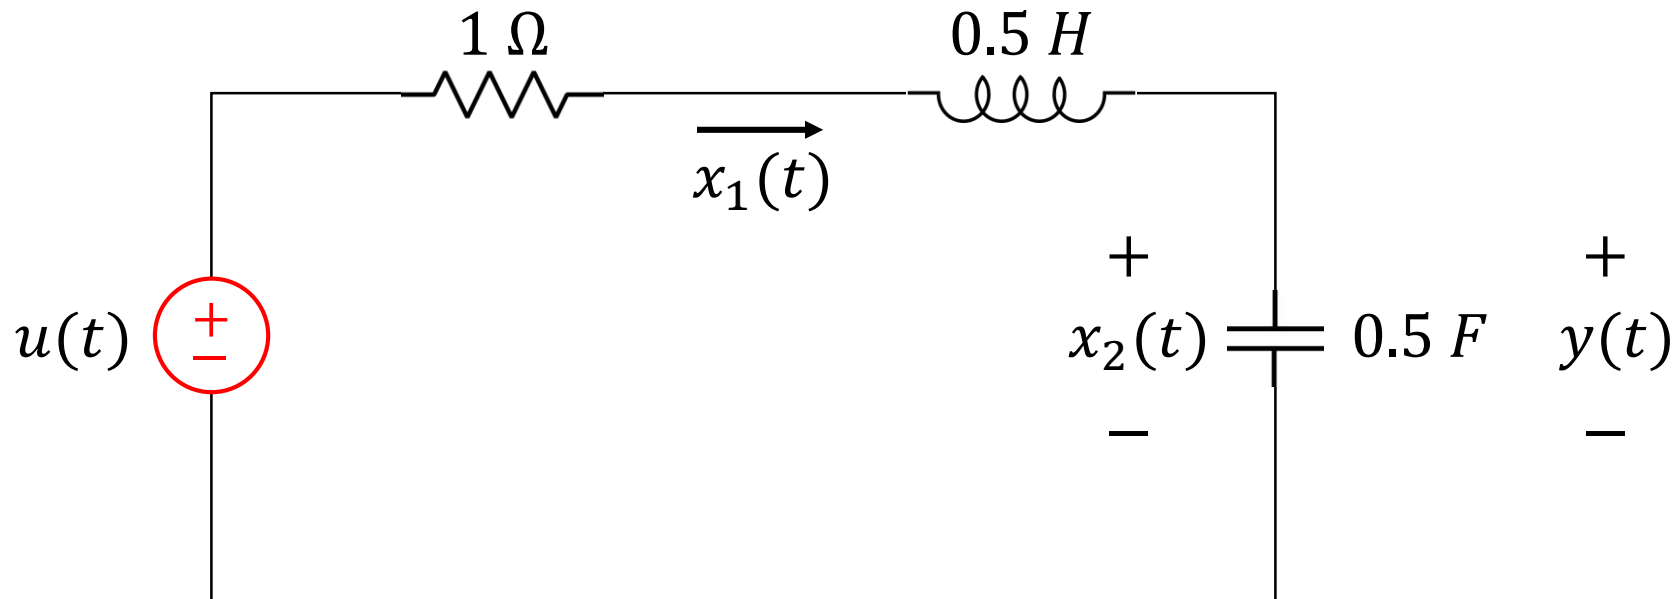 1 Ω
0.5 H
x₁(t)
+
+
+
−
u(t)
x₂(t)
0.5 F
y(t)
−
−